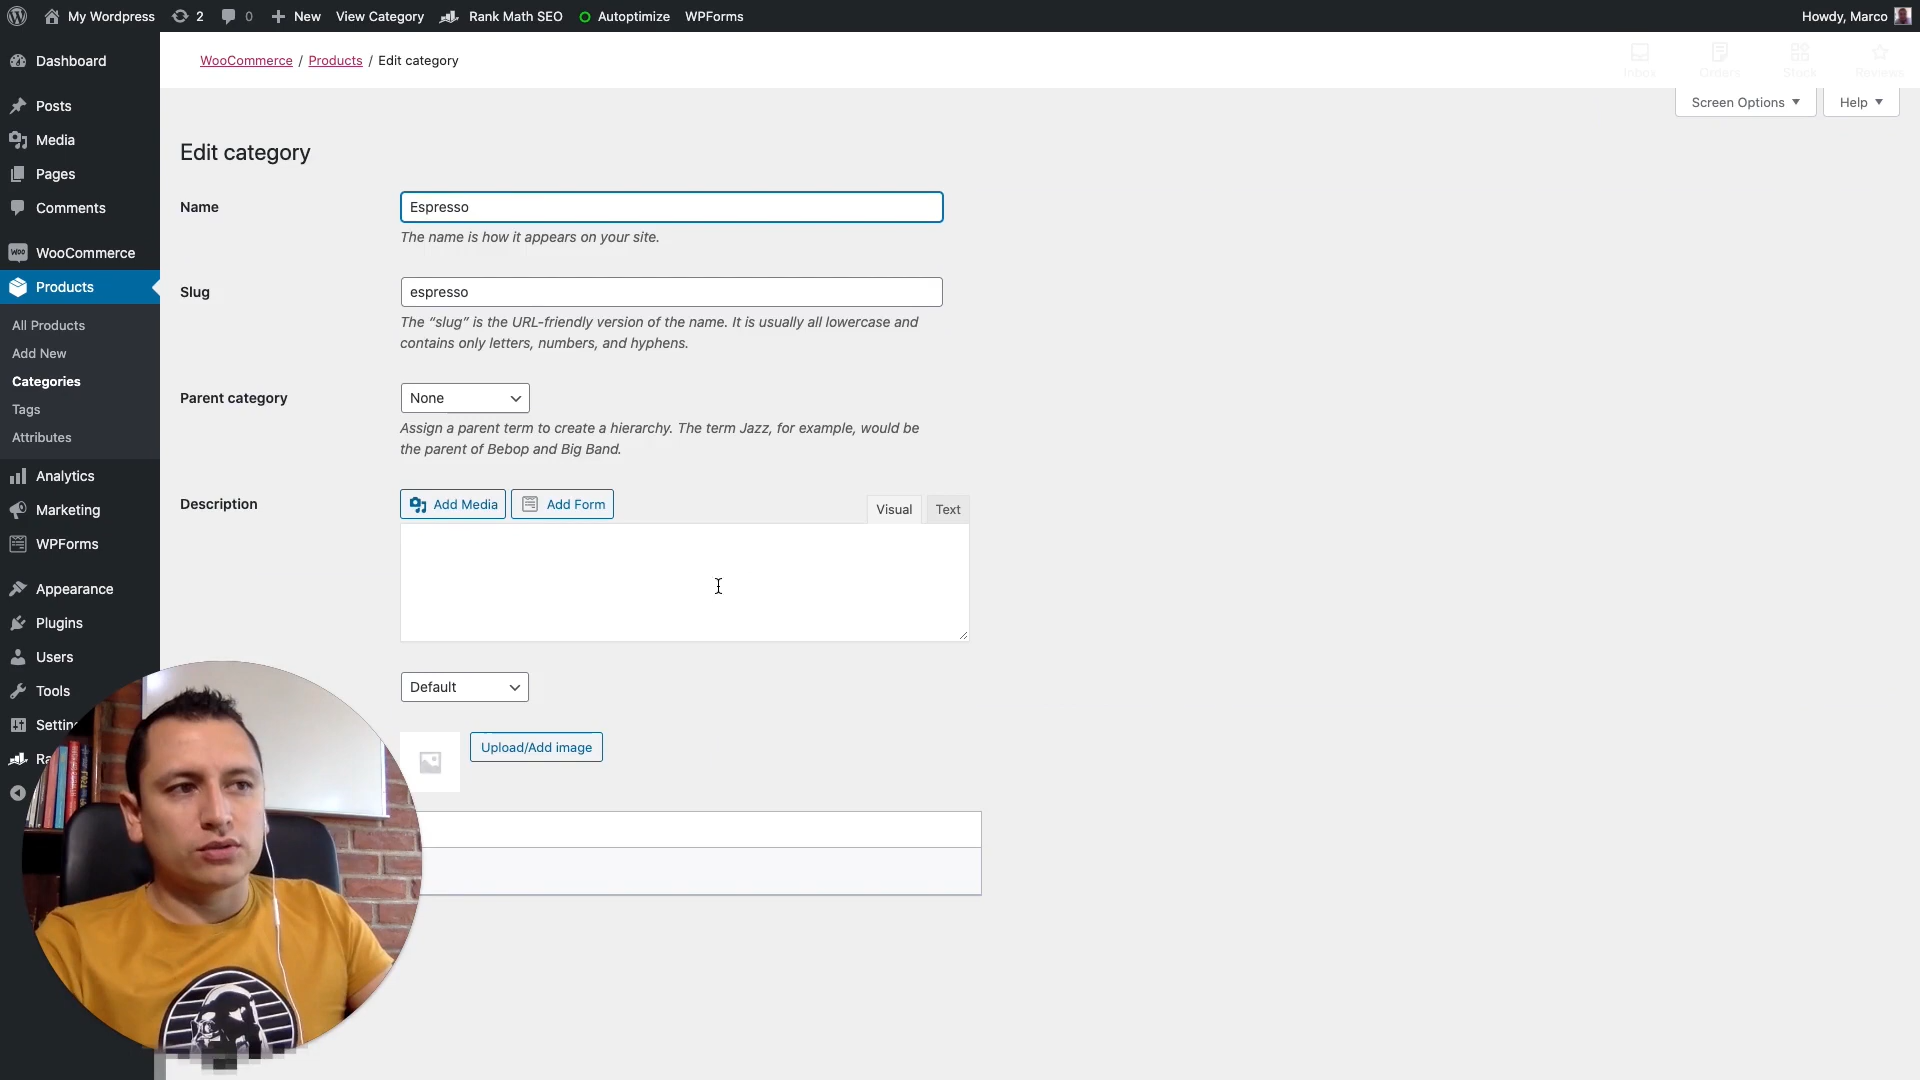 My Wordpress
2
0
New
View Category
Rank Math SEO
Autoptimize
WPForms
Howdy, Marco
WooCommerce / Products / Edit category
Inbox
Orders
Stock
Reviews
Screen Options
Help
Dashboard
Posts
Media
Pages
Comments
WooCommerce
Products
All Products
Add New
Categories
Tags
Attributes
Analytics
Marketing
WPForms
Appearance
Plugins
Users
Tools
Edit category
Name
Espresso
The name is how it appears on your site.
Slug
espresso
The “slug” is the URL-friendly version of the name. It is usually all lowercase and
contains only letters, numbers, and hyphens.
Parent category
None
Assign a parent term to create a hierarchy. The term Jazz, for example, would be
the parent of Bebop and Big Band.
Description
Add Media
Add Form
Visual
Text
Default
Upload/Add image